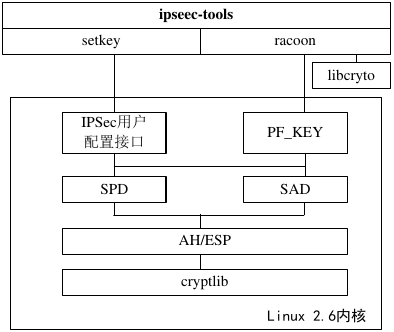 ipseec-tools
setkey
racoon
libcryto
IPSec用户
配置接口
PF_KEY
SPD
SAD
AH/ESP
cryptlib
Linux 2.6内核